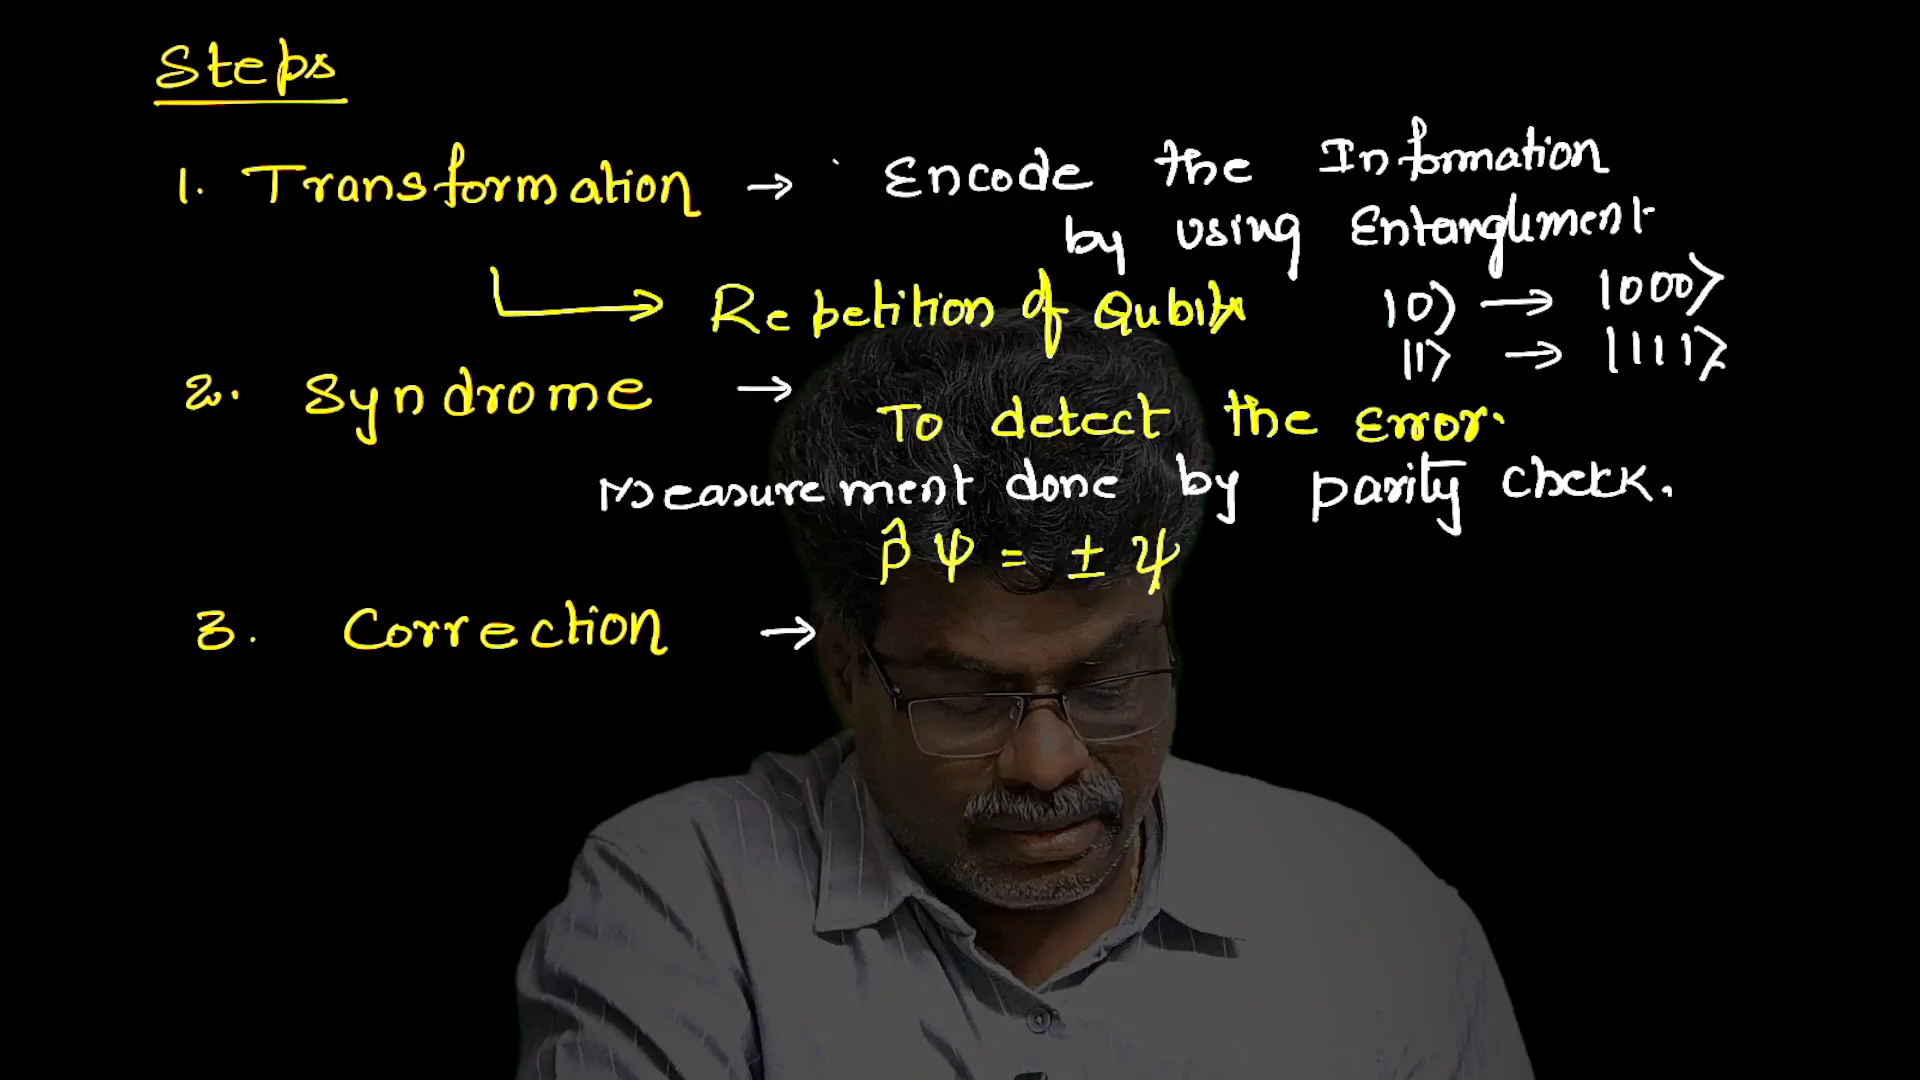 Steps
1. Transformation → Encode the Information
by using Entanglement
Repetition of Qubits |0⟩ → |000⟩
|1⟩ → |111⟩
2. Syndrome →
To detect the Error.
Measurement done by parity check.
P̂ ψ = ± ψ
3. Correction →